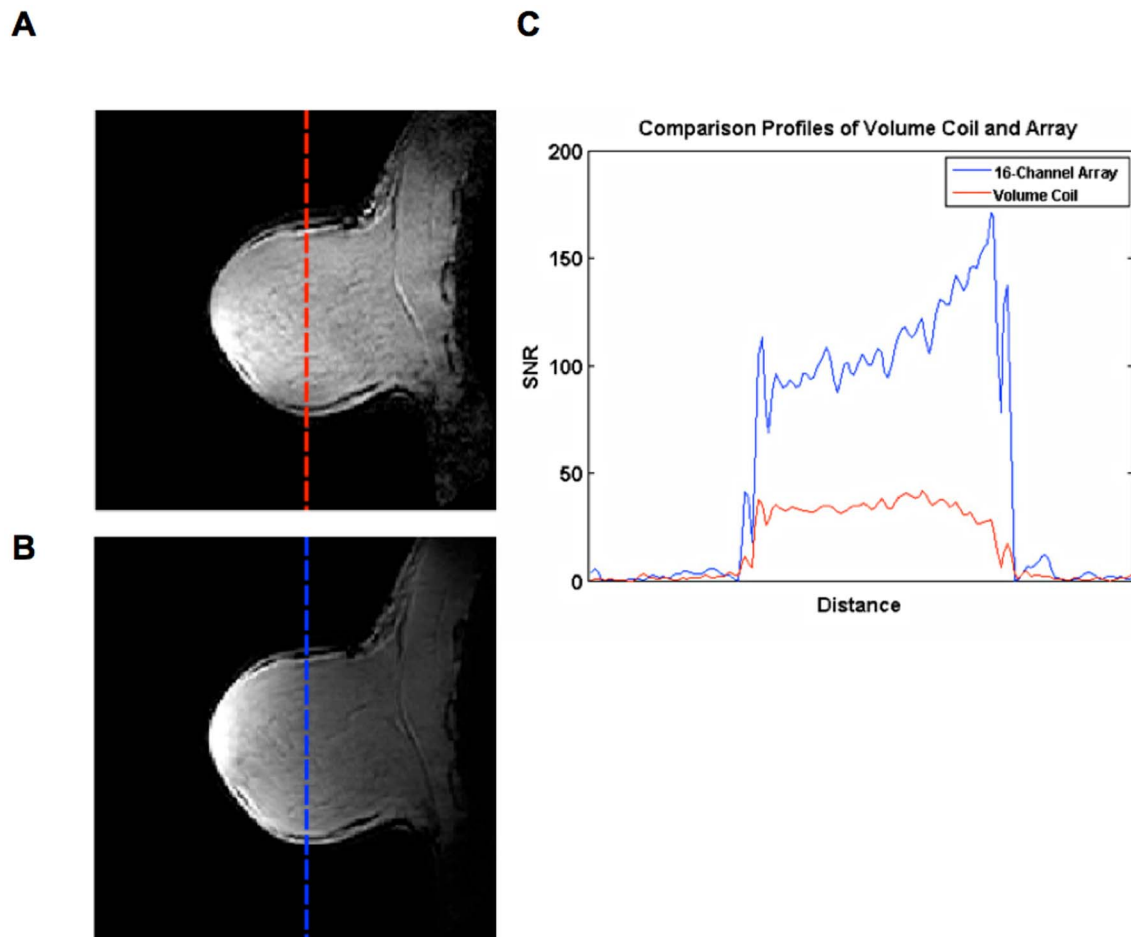 A
B
C
Comparison Profiles of Volume Coil and Array
200
150
100
50
0
SNR
Distance
16-Channel Array
Volume Coil